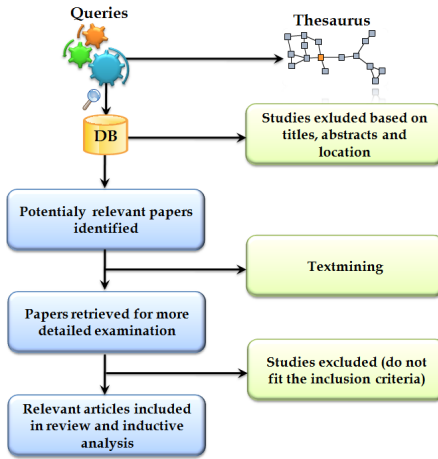 Queries
Thesaurus
DB
Studies exluded based on
titles, abstracts and
location
Potentialy relevant papers
identified
Textmining
Papers retrieved for more
detailed examination
Studies excluded (do not
fit the inclusion criteria)
Relevant articles included
in review and inductive
analysis